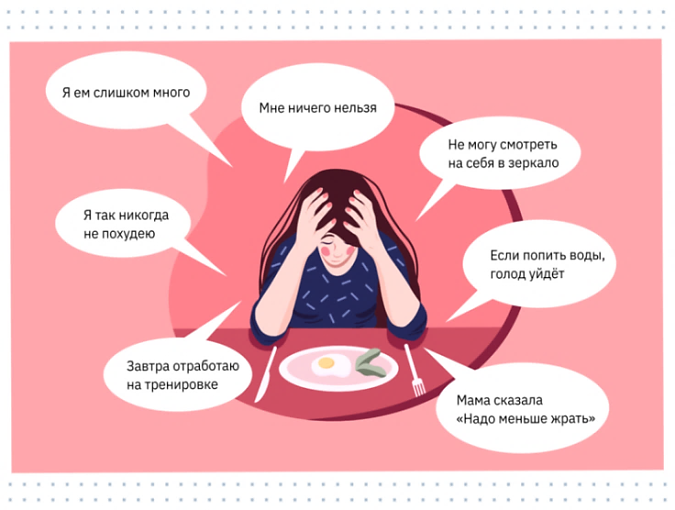 Я ем слишком много
Мне ничего нельзя
Не могу смотреть
на себя в зеркало
Я так никогда
не похудею
Если попить воды,
голод уйдёт
Завтра отработаю
на тренировке
Мама сказала
«Надо меньше жрать»